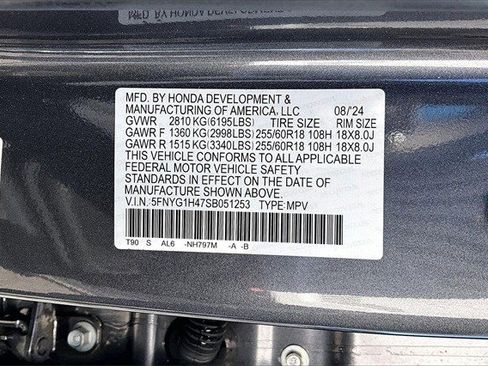 MFD. BY HONDA DEVELOPMENT &
MANUFACTURING OF AMERICA, LLC 08/24
GVWR 2810 KG(6195LBS) TIRE SIZE RIM SIZE
GAWR F 1360 KG(2998LBS) 255/60R18 108H 18X8.0J
GAWR R 1515 KG(3340LBS) 255/60R18 108H 18X8.0J
THIS VEHICLE CONFORMS TO ALL APPLICABLE
FEDERAL MOTOR VEHICLE SAFETY
STANDARDS IN EFFECT ON THE DATE OF
MANUFACTURE SHOWN ABOVE.
V.I.N.: 5FNYG1H47SB051253 TYPE: MPV
T90 S AL6 -NH797M -A -B